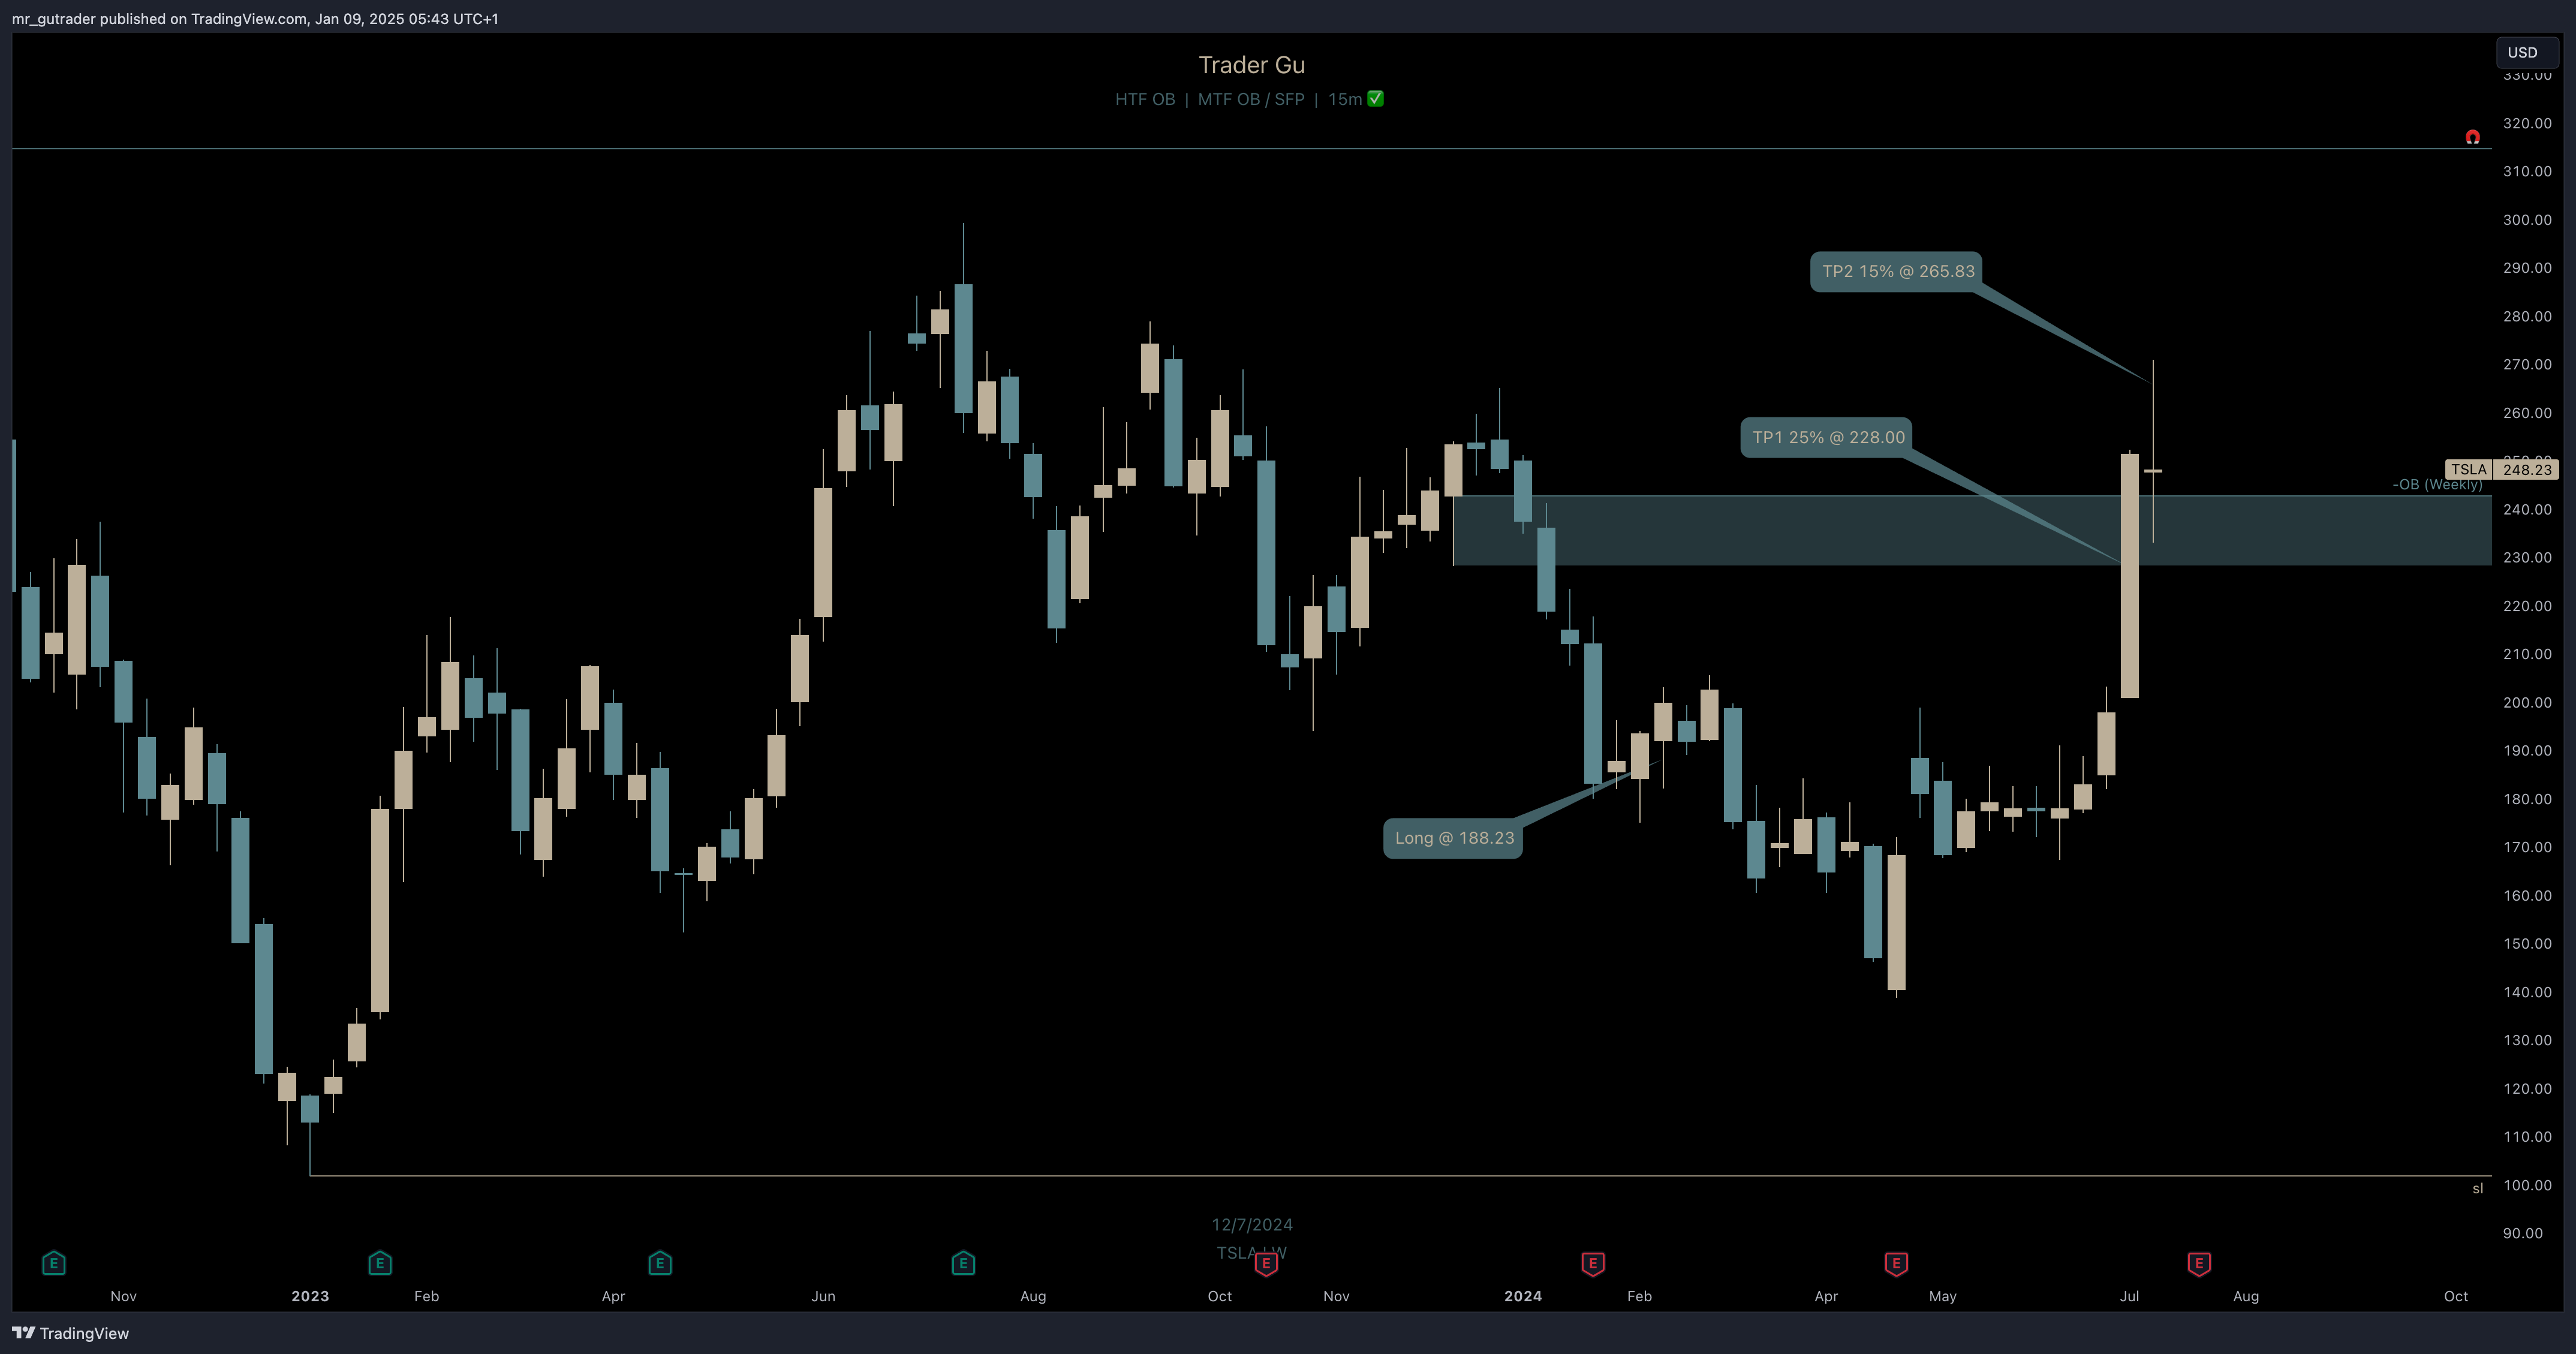 mr_gutrader published on TradingView.com, Jan 09, 2025 05:43 UTC+1
USD
Trader Gu
HTF OB | MTF OB / SFP | 15m ✅
330.00
320.00
310.00
300.00
290.00
280.00
270.00
260.00
250.00
240.00
230.00
220.00
210.00
200.00
190.00
180.00
170.00
160.00
150.00
140.00
130.00
120.00
110.00
100.00
90.00
TP2 15% @ 265.83
TP1 25% @ 228.00
TSLA 248.23
-OB (Weekly)
Long @ 188.23
sl
12/7/2024
TSLA | W
E E E E E E E E
Nov 2023 Feb Apr Jun Aug Oct Nov 2024 Feb Apr May Jul Aug Oct
TradingView